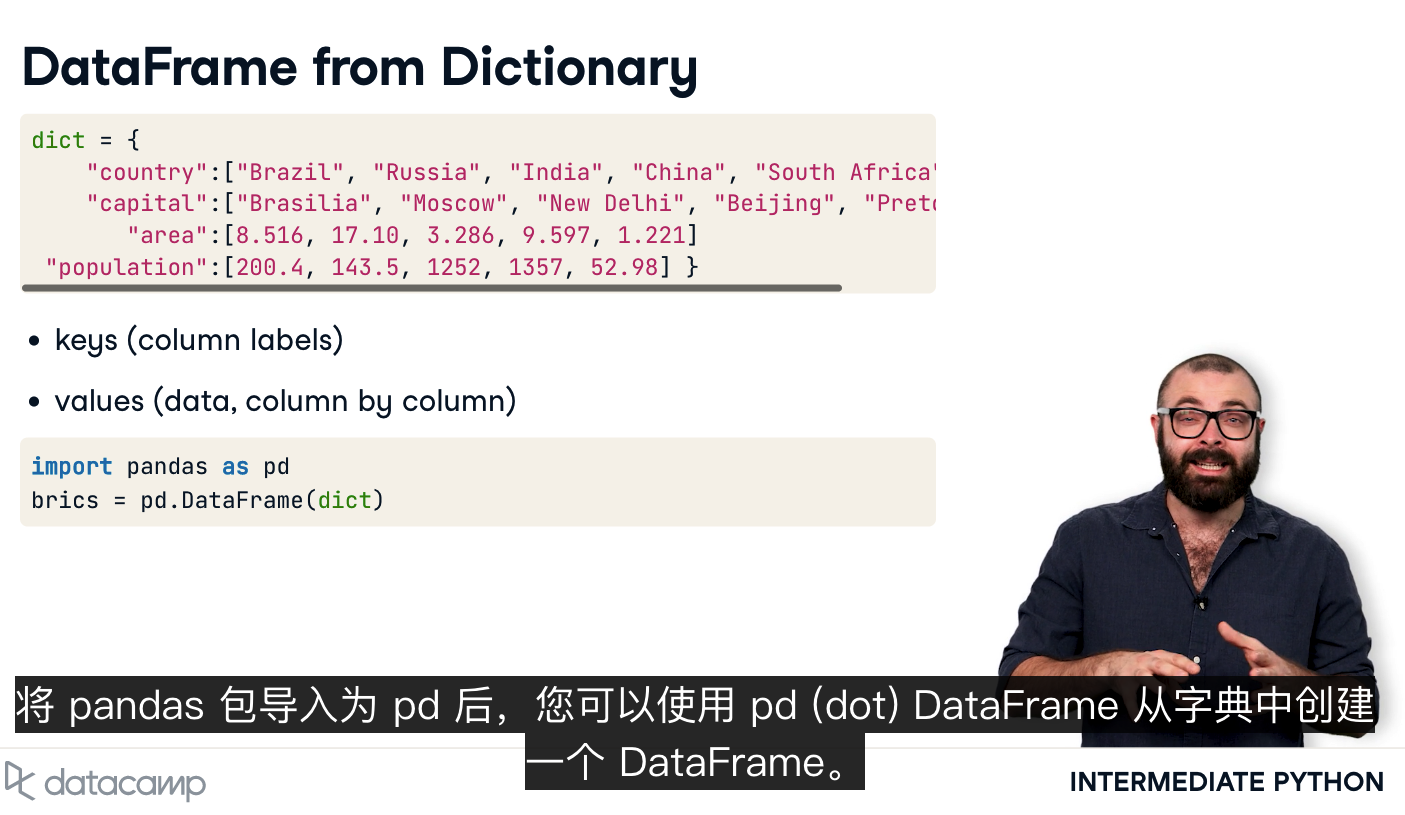 DataFrame from Dictionary
dict = {
"country":["Brazil", "Russia", "India", "China", "South Africa"
"capital":["Brasilia", "Moscow", "New Delhi", "Beijing",
"area":[8.516, 17.10, 3.286, 9.597, 1.221]
"population":[200.4, 143.5, 1252, 1357, 52.98] }
• keys (column labels)
• values (data, column by column)
import pandas as pd
brics = pd.DataFrame(dict)
将 pandas 包导入为 pd 后，您可以使用 pd (dot) DataFrame 从字典中创建
一个 DataFrame。
datacamp
INTERMEDIATE PYTHON